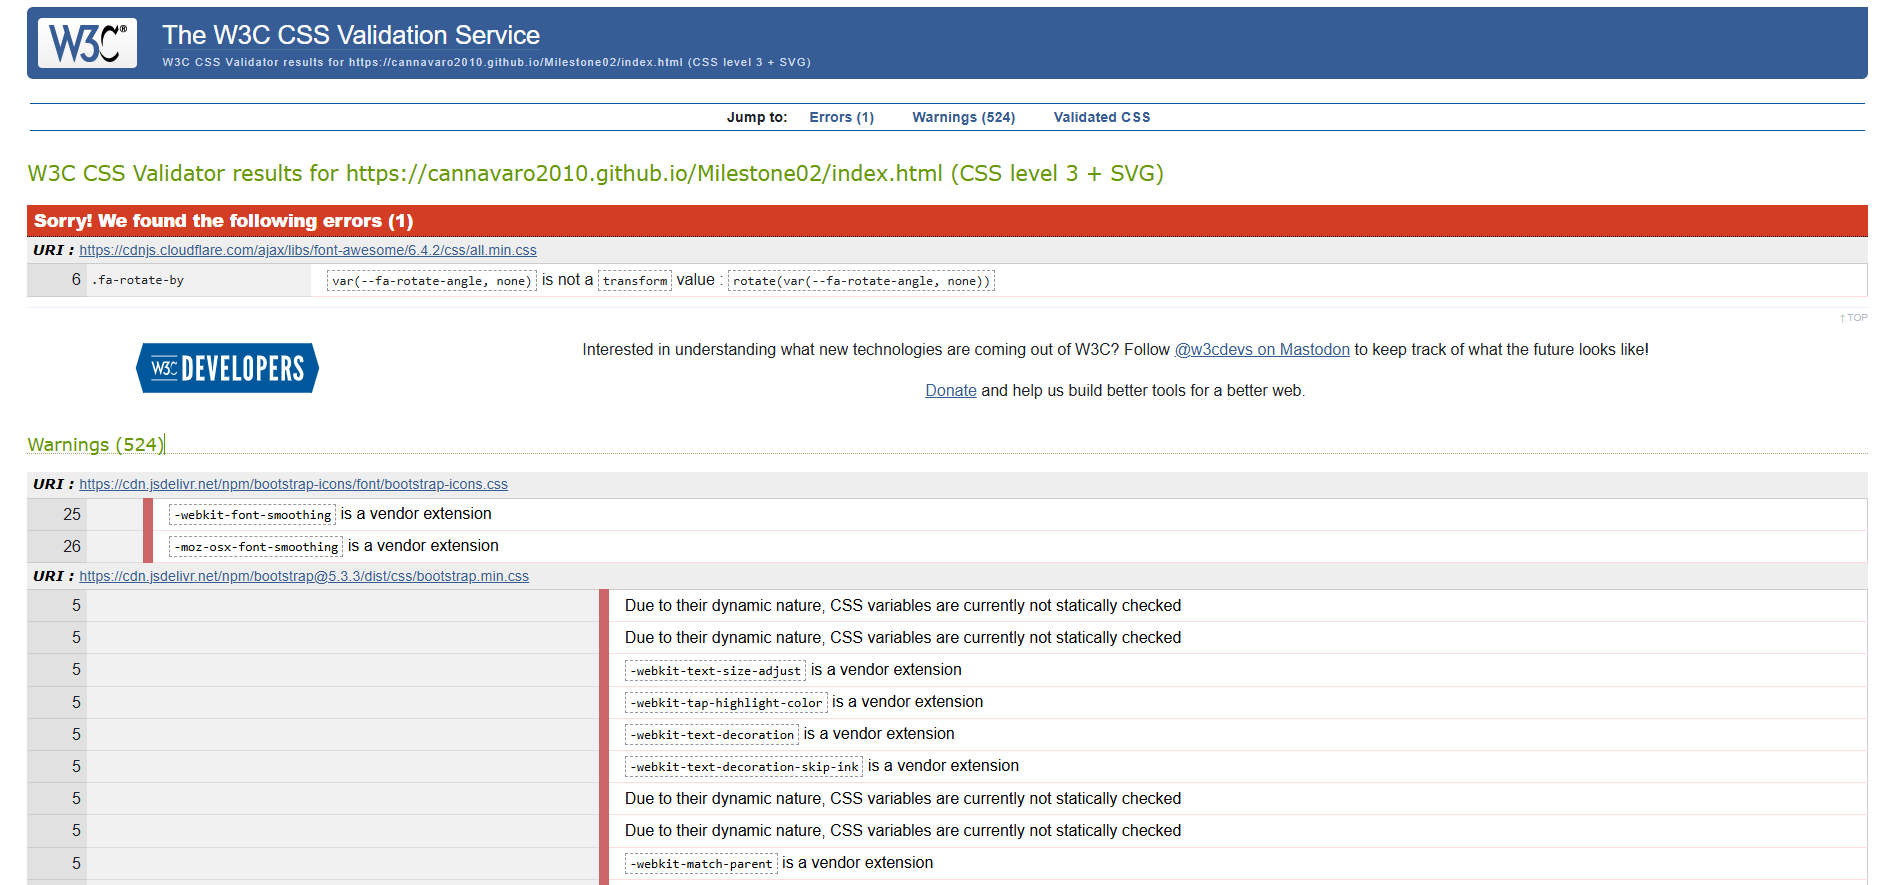 W3C®
The W3C CSS Validation Service
W3C CSS Validator results for https://cannavaro2010.github.io/Milestone02/index.html (CSS level 3 + SVG)
Jump to: Errors (1) Warnings (524) Validated CSS
W3C CSS Validator results for https://cannavaro2010.github.io/Milestone02/index.html (CSS level 3 + SVG)
Sorry! We found the following errors (1)
URI : https://cdnjs.cloudflare.com/ajax/libs/font-awesome/6.4.2/css/all.min.css
6 .fa-rotate-by var(--fa-rotate-angle, none) is not a transform value : rotate(var(--fa-rotate-angle, none))
↑ TOP
W3C DEVELOPERS
Interested in understanding what new technologies are coming out of W3C? Follow @w3cdevs on Mastodon to keep track of what the future looks like!
Donate and help us build better tools for a better web.
Warnings (524)
URI : https://cdn.jsdelivr.net/npm/bootstrap-icons/font/bootstrap-icons.css
25 -webkit-font-smoothing is a vendor extension
26 -moz-osx-font-smoothing is a vendor extension
URI : https://cdn.jsdelivr.net/npm/bootstrap@5.3.3/dist/css/bootstrap.min.css
5 Due to their dynamic nature, CSS variables are currently not statically checked
5 Due to their dynamic nature, CSS variables are currently not statically checked
5 -webkit-text-size-adjust is a vendor extension
5 -webkit-tap-highlight-color is a vendor extension
5 -webkit-text-decoration is a vendor extension
5 -webkit-text-decoration-skip-ink is a vendor extension
5 Due to their dynamic nature, CSS variables are currently not statically checked
5 Due to their dynamic nature, CSS variables are currently not statically checked
5 -webkit-match-parent is a vendor extension